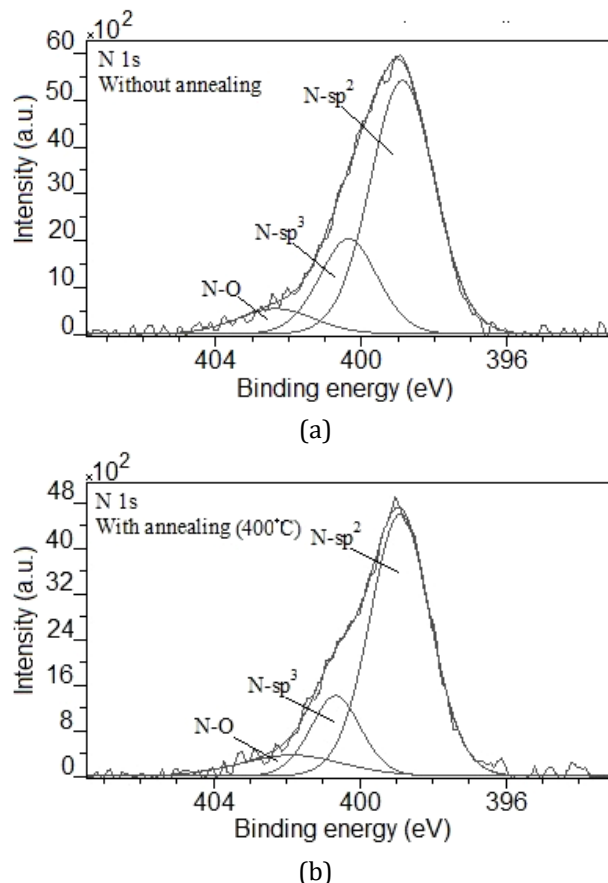 ×10²
60
N 1s
Without annealing
N-sp²
50
40
Intensity (a.u.)
30
N-sp³
20
N-O
10
0
404 400 396
Binding energy (eV)
(a)
×10²
48
N 1s
With annealing (400°C)
N-sp²
40
32
Intensity (a.u.)
24
16
N-sp³
N-O
8
0
404 400 396
Binding energy (eV)
(b)